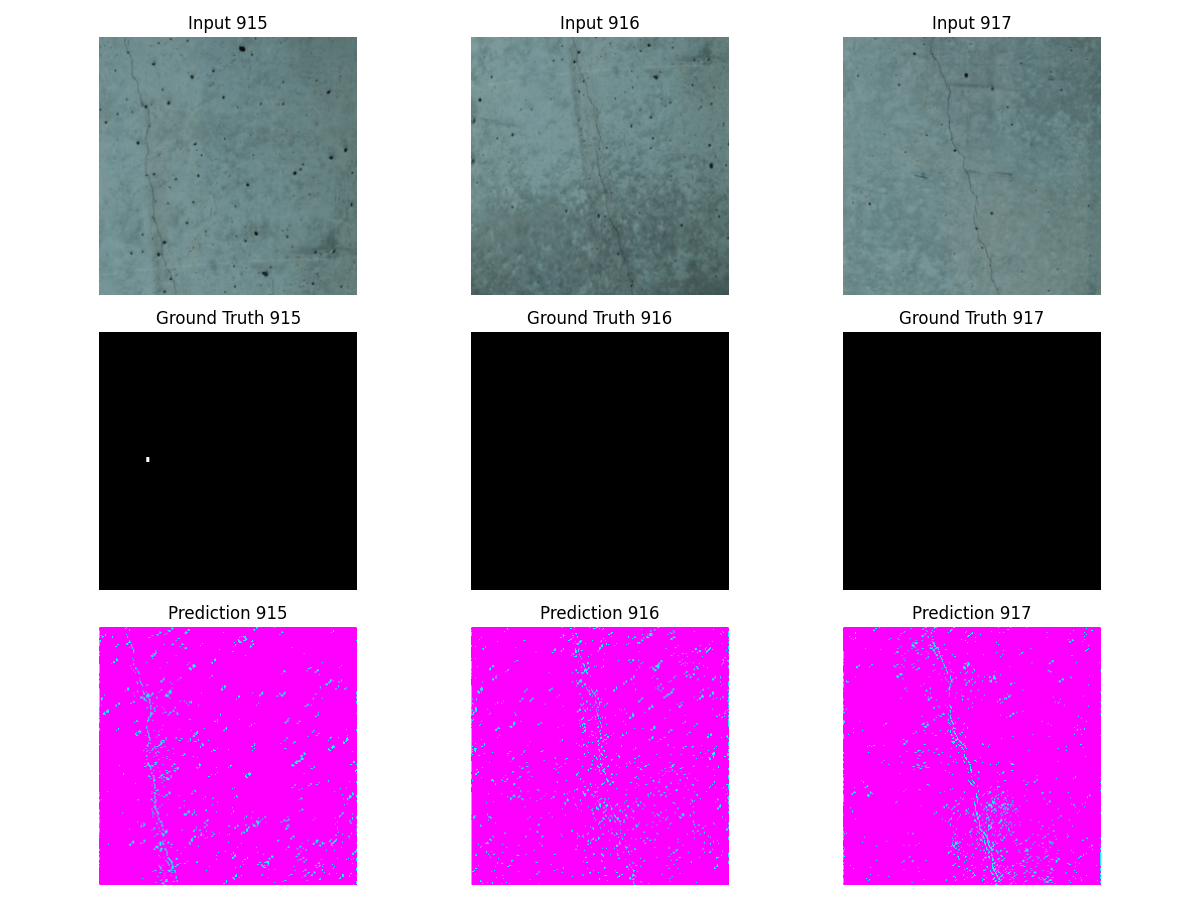 Input 915
Input 916
Input 917
Ground Truth 915
Ground Truth 916
Ground Truth 917
Prediction 915
Prediction 916
Prediction 917